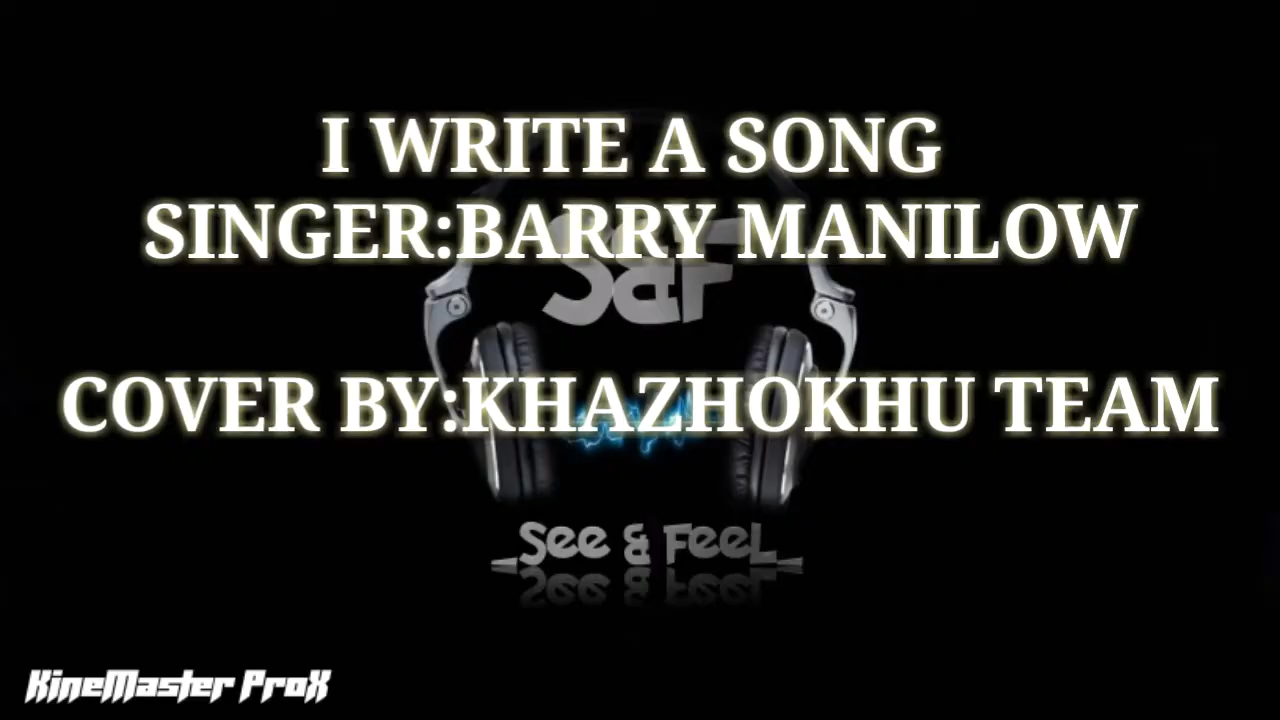 I WRITE A SONG
SINGER:BARRY MANILOW
S&F
COVER BY:KHAZHOKHU TEAM
See & FeeL
KineMaster ProX